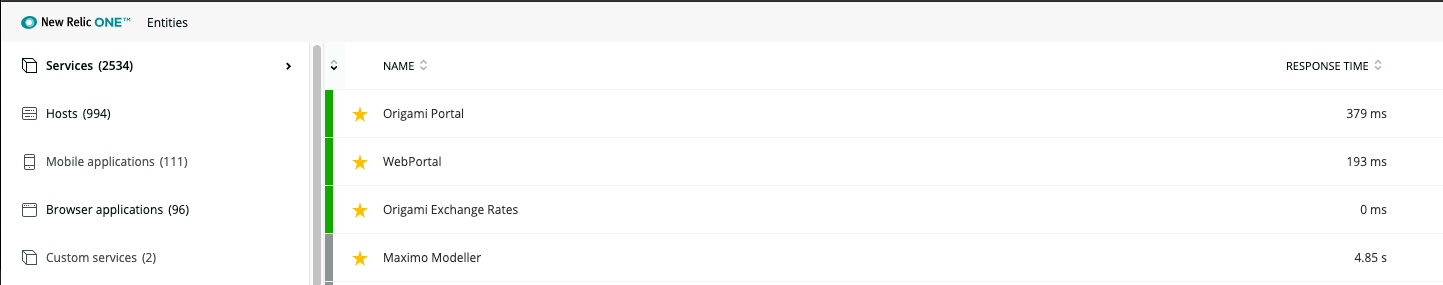 New Relic ONE™ Entities
Services (2534)
Hosts (994)
Mobile applications (111)
Browser applications (96)
Custom services (2)
NAME RESPONSE TIME
Origami Portal 379 ms
WebPortal 193 ms
Origami Exchange Rates 0 ms
Maximo Modeller 4.85 s